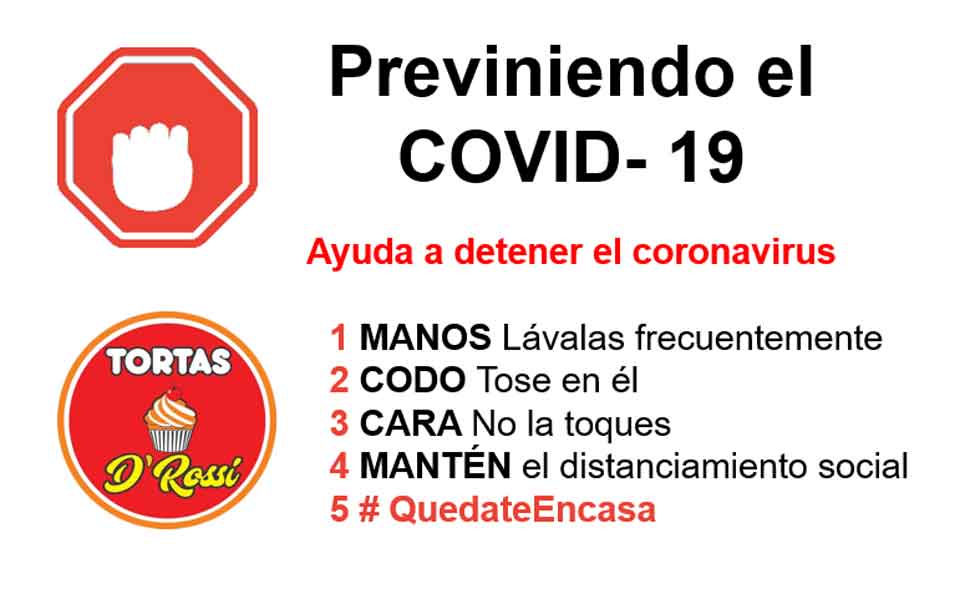 Previniendo el
COVID- 19
Ayuda a detener el coronavirus
TORTAS
D'Rossi
1 MANOS Lávalas frecuentemente
2 CODO Tose en él
3 CARA No la toques
4 MANTÉN el distanciamiento social
5 # QuedateEncasa